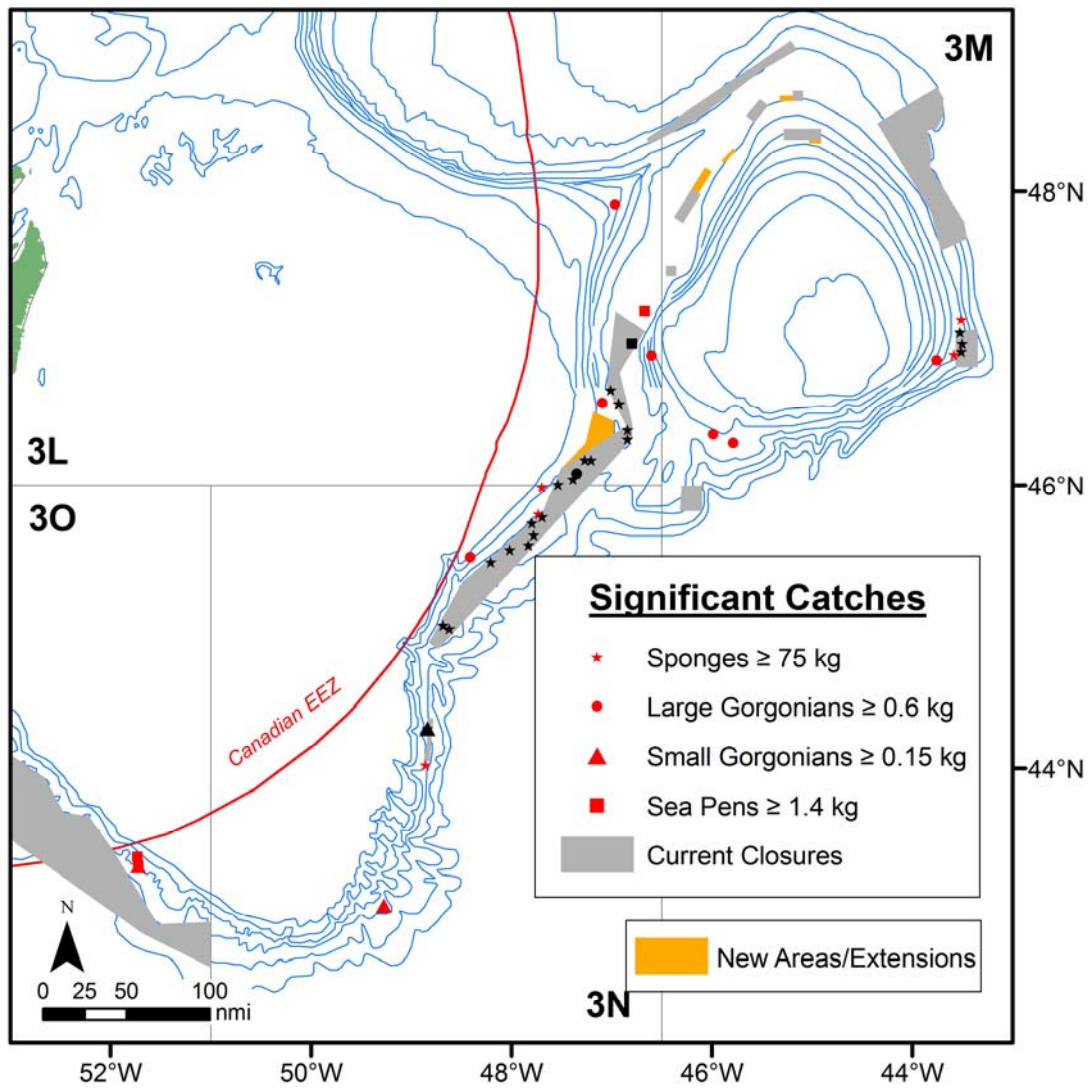 3M
48°N
3L
46°N
3O
Significant Catches
Sponges ≥ 75 kg
Large Gorgonians ≥ 0.6 kg
Small Gorgonians ≥ 0.15 kg
Sea Pens ≥ 1.4 kg
Current Closures
Canadian EEZ
44°N
New Areas/Extensions
N
0 25 50 100
nmi
3N
52°W 50°W 48°W 46°W 44°W